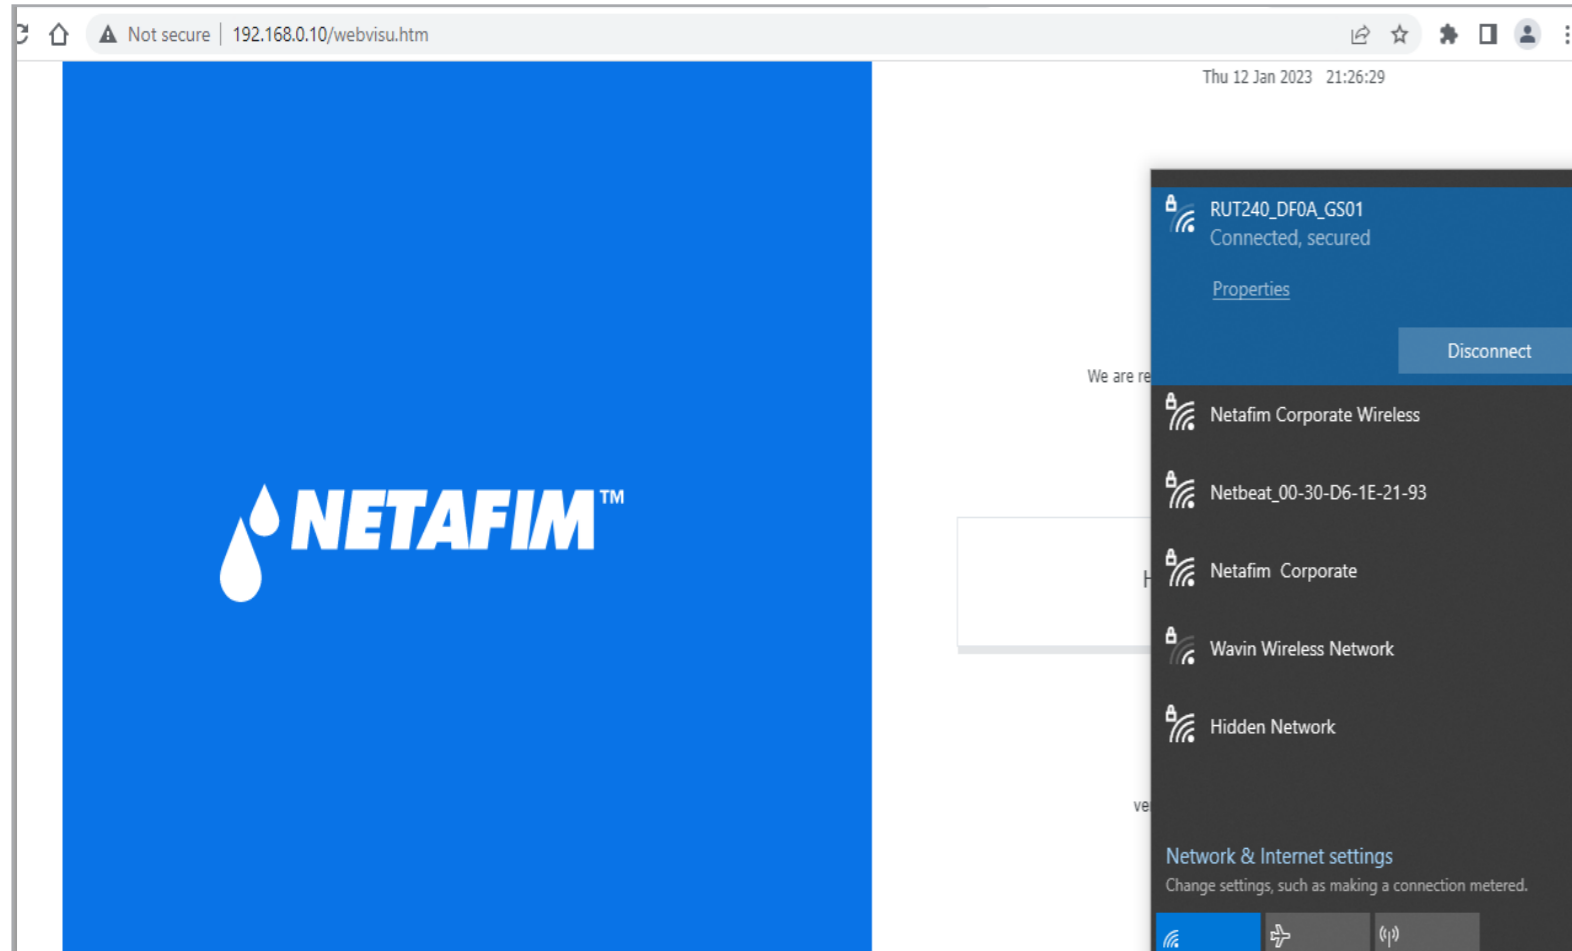 Not secure | 192.168.0.10/webvisu.htm
Thu 12 Jan 2023 21:26:29
NETAFIM™
We are re
H
ve
RUT240_DF0A_GS01
Connected, secured
Properties
Disconnect
Netafim Corporate Wireless
Netbeat_00-30-D6-1E-21-93
Netafim Corporate
Wavin Wireless Network
Hidden Network
Network & Internet settings
Change settings, such as making a connection metered.